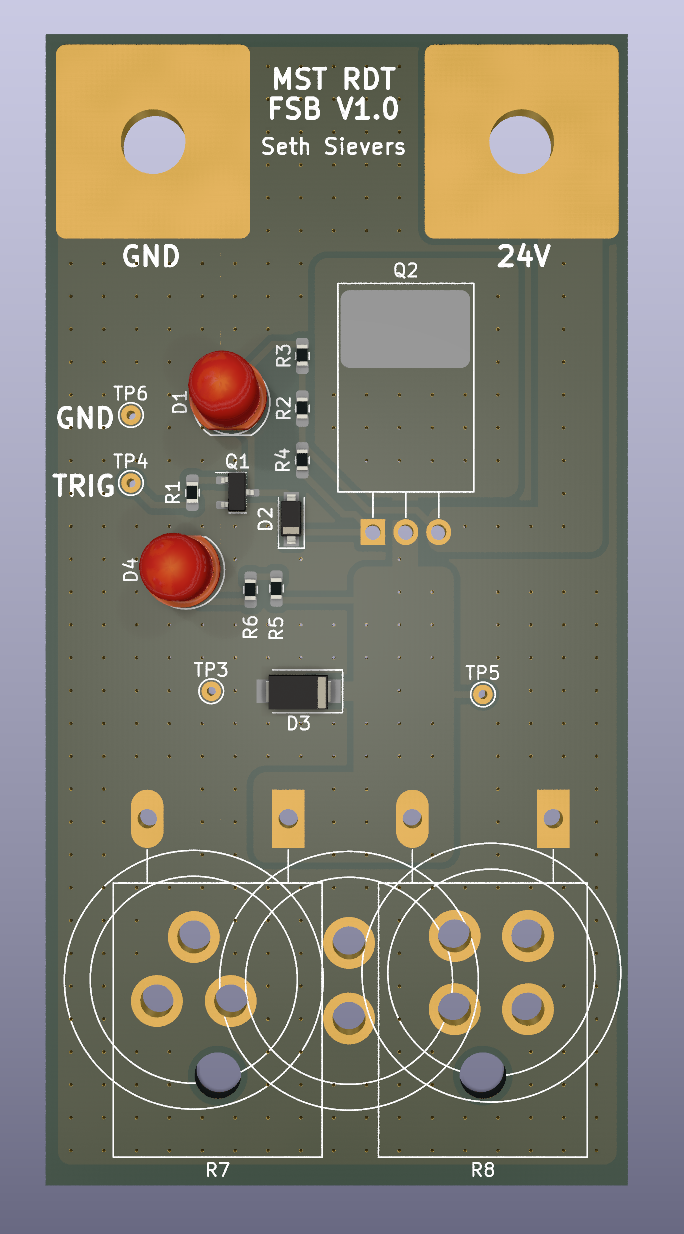 MST RDT
FSB V1.0
Seth Sievers
GND
24V
Q2
R3
D1
TP6
GND
R2
TP4
TRIG
Q1
R4
R1
D2
D4
R6
R5
TP3
TP5
D3
R7
R8